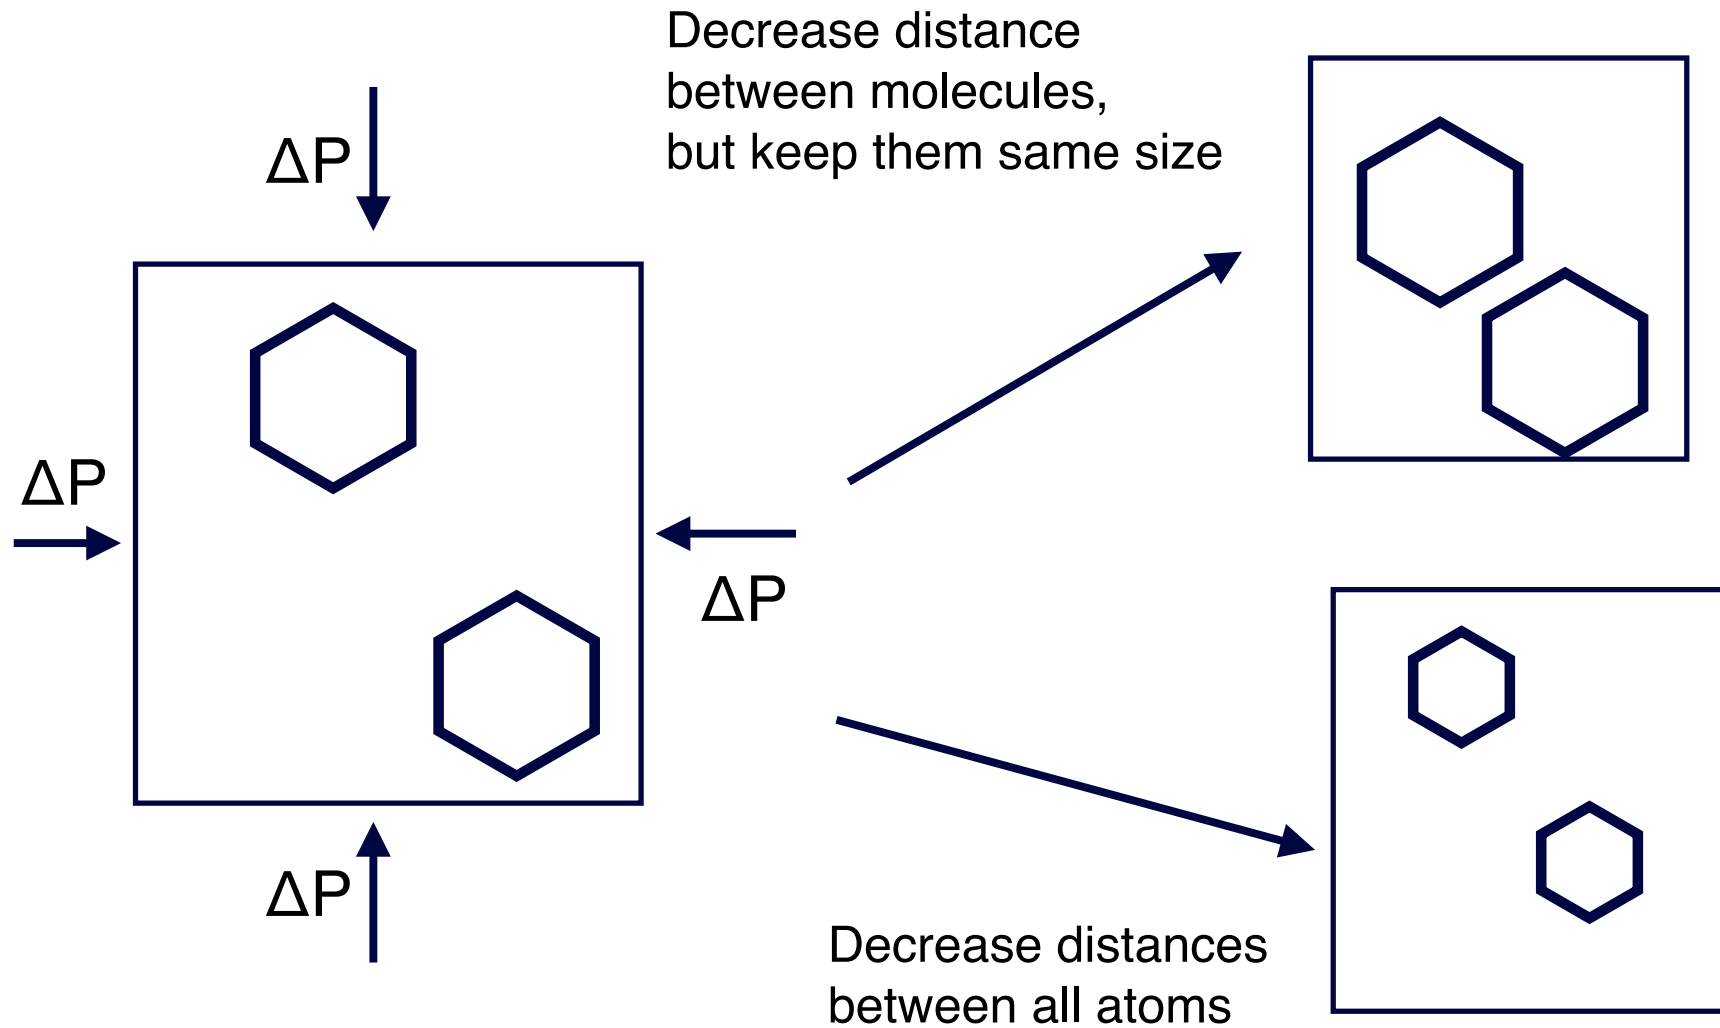 Decrease distance
between molecules,
but keep them same size
ΔP
ΔP
ΔP
ΔP
Decrease distances
between all atoms